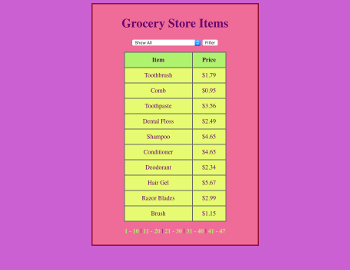 Grocery Store Items
Show All Filter
Item Price
Toothbrush $1.79
Comb $0.95
Toothpaste $3.56
Dental Floss $2.49
Shampoo $4.65
Conditioner $4.65
Deodorant $2.34
Hair Gel $5.67
Razor Blades $2.99
Brush $1.15
1 - 10 | 11 - 20 | 21 - 30 | 31 - 40 | 41 - 47